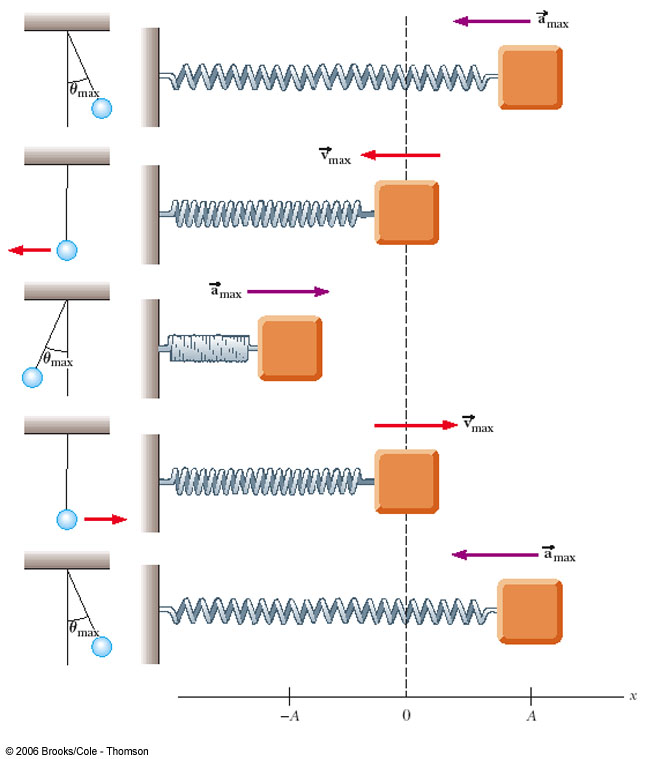 a⃗max
θmax
v⃗max
a⃗max
θmax
v⃗max
a⃗max
θmax
x
−A 0 A
© 2006 Brooks/Cole - Thomson